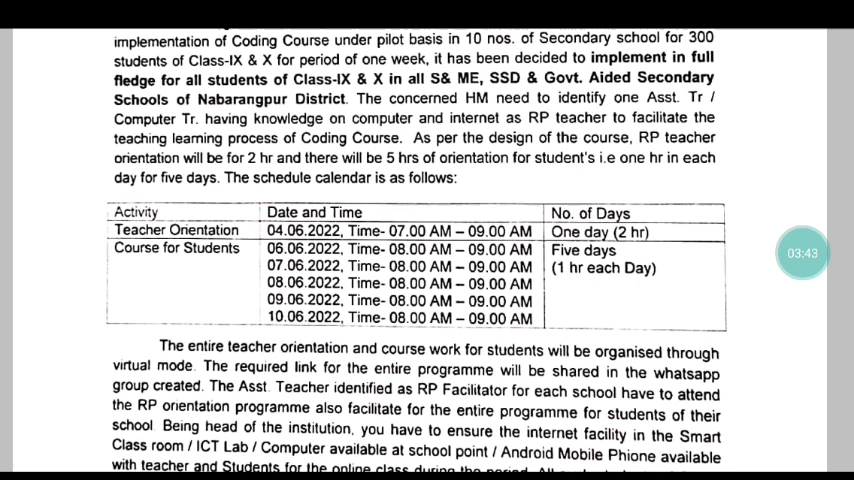 implementation of Coding Course under pilot basis in 10 nos. of Secondary school for 300
students of Class-IX & X for period of one week, it has been decided to implement in full
fledge for all students of Class-IX & X in all S& ME, SSD & Govt. Aided Secondary
Schools of Nabarangpur District. The concerned HM need to identify one Asst. Tr /
Computer Tr. having knowledge on computer and internet as RP teacher to facilitate the
teaching learning process of Coding Course. As per the design of the course, RP teacher
orientation will be for 2 hr and there will be 5 hrs of orientation for student's i.e one hr in each
day for five days. The schedule calendar is as follows:
Activity Date and Time No. of Days
Teacher Orientation 04.06.2022, Time- 07.00 AM – 09.00 AM One day (2 hr)
Course for Students 06.06.2022, Time- 08.00 AM – 09.00 AM Five days
07.06.2022, Time- 08.00 AM – 09.00 AM (1 hr each Day)
08.06.2022, Time- 08.00 AM – 09.00 AM
09.06.2022, Time- 08.00 AM – 09.00 AM
10.06.2022, Time- 08.00 AM – 09.00 AM
03:43
The entire teacher orientation and course work for students will be organised through
virtual mode. The required link for the entire programme will be shared in the whatsapp
group created. The Asst. Teacher identified as RP Facilitator for each school have to attend
the RP orientation programme also facilitate for the entire programme for students of their
school. Being head of the institution, you have to ensure the internet facility in the Smart
Class room / ICT Lab / Computer available at school point / Android Mobile Phione available
with teacher and Students for the online class during the period.